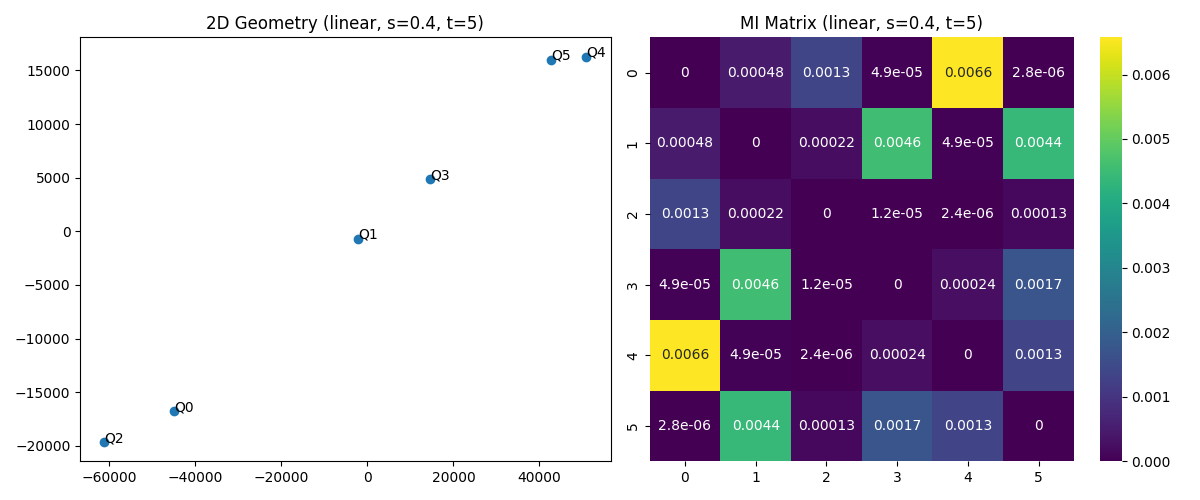 2D Geometry (linear, s=0.4, t=5)
15000
10000
5000
0
−5000
−10000
−15000
−20000
−60000 −40000 −20000 0 20000 40000
Q5 Q4
Q3
Q1
Q0
Q2
MI Matrix (linear, s=0.4, t=5)
0 0 0.00048 0.0013 4.9e-05 0.0066 2.8e-06
1 0.00048 0 0.00022 0.0046 4.9e-05 0.0044
2 0.0013 0.00022 0 1.2e-05 2.4e-06 0.00013
3 4.9e-05 0.0046 1.2e-05 0 0.00024 0.0017
4 0.0066 4.9e-05 2.4e-06 0.00024 0 0.0013
5 2.8e-06 0.0044 0.00013 0.0017 0.0013 0
0 1 2 3 4 5
0.006
0.005
0.004
0.003
0.002
0.001
0.000